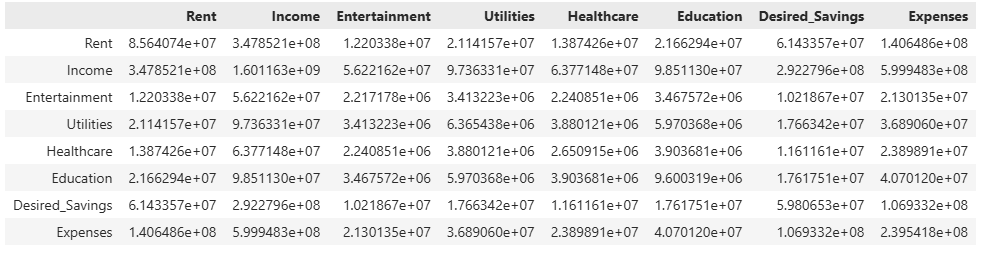 Rent Income Entertainment Utilities Healthcare Education Desired_Savings Expenses
Rent 8.564074e+07 3.478521e+08 1.220338e+07 2.114157e+07 1.387426e+07 2.166294e+07 6.143357e+07 1.406486e+08
Income 3.478521e+08 1.601163e+09 5.622162e+07 9.736331e+07 6.377148e+07 9.851130e+07 2.922796e+08 5.999483e+08
Entertainment 1.220338e+07 5.622162e+07 2.217178e+06 3.413223e+06 2.240851e+06 3.467572e+06 1.021867e+07 2.130135e+07
Utilities 2.114157e+07 9.736331e+07 3.413223e+06 6.365438e+06 3.880121e+06 5.970368e+06 1.766342e+07 3.689060e+07
Healthcare 1.387426e+07 6.377148e+07 2.240851e+06 3.880121e+06 2.650915e+06 3.903681e+06 1.161161e+07 2.389891e+07
Education 2.166294e+07 9.851130e+07 3.467572e+06 5.970368e+06 3.903681e+06 9.600319e+06 1.761751e+07 4.070120e+07
Desired_Savings 6.143357e+07 2.922796e+08 1.021867e+07 1.766342e+07 1.161161e+07 1.761751e+07 5.980653e+07 1.069332e+08
Expenses 1.406486e+08 5.999483e+08 2.130135e+07 3.689060e+07 2.389891e+07 4.070120e+07 1.069332e+08 2.395418e+08